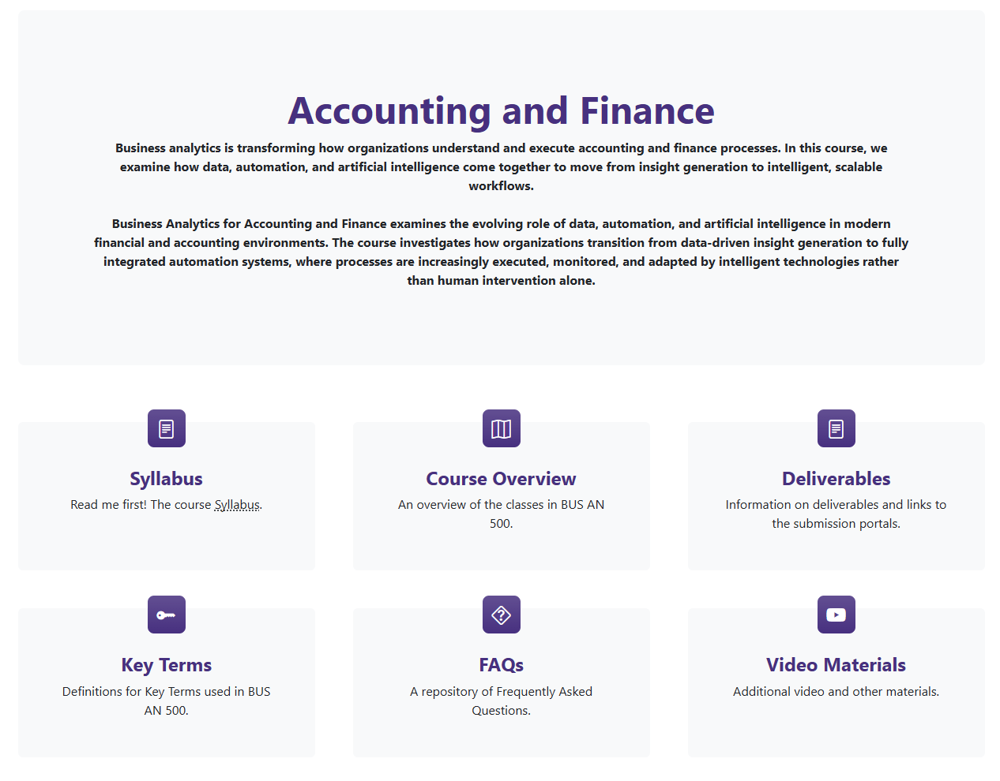 Accounting and Finance
Business analytics is transforming how organizations understand and execute accounting and finance processes. In this course, we
examine how data, automation, and artificial intelligence come together to move from insight generation to intelligent, scalable
workflows.
Business Analytics for Accounting and Finance examines the evolving role of data, automation, and artificial intelligence in modern
financial and accounting environments. The course investigates how organizations transition from data-driven insight generation to fully
integrated automation systems, where processes are increasingly executed, monitored, and adapted by intelligent technologies rather
than human intervention alone.
Syllabus
Read me first! The course Syllabus.
Course Overview
An overview of the classes in BUS AN
500.
Deliverables
Information on deliverables and links to
the submission portals.
Key Terms
Definitions for Key Terms used in BUS
AN 500.
FAQs
A repository of Frequently Asked
Questions.
Video Materials
Additional video and other materials.